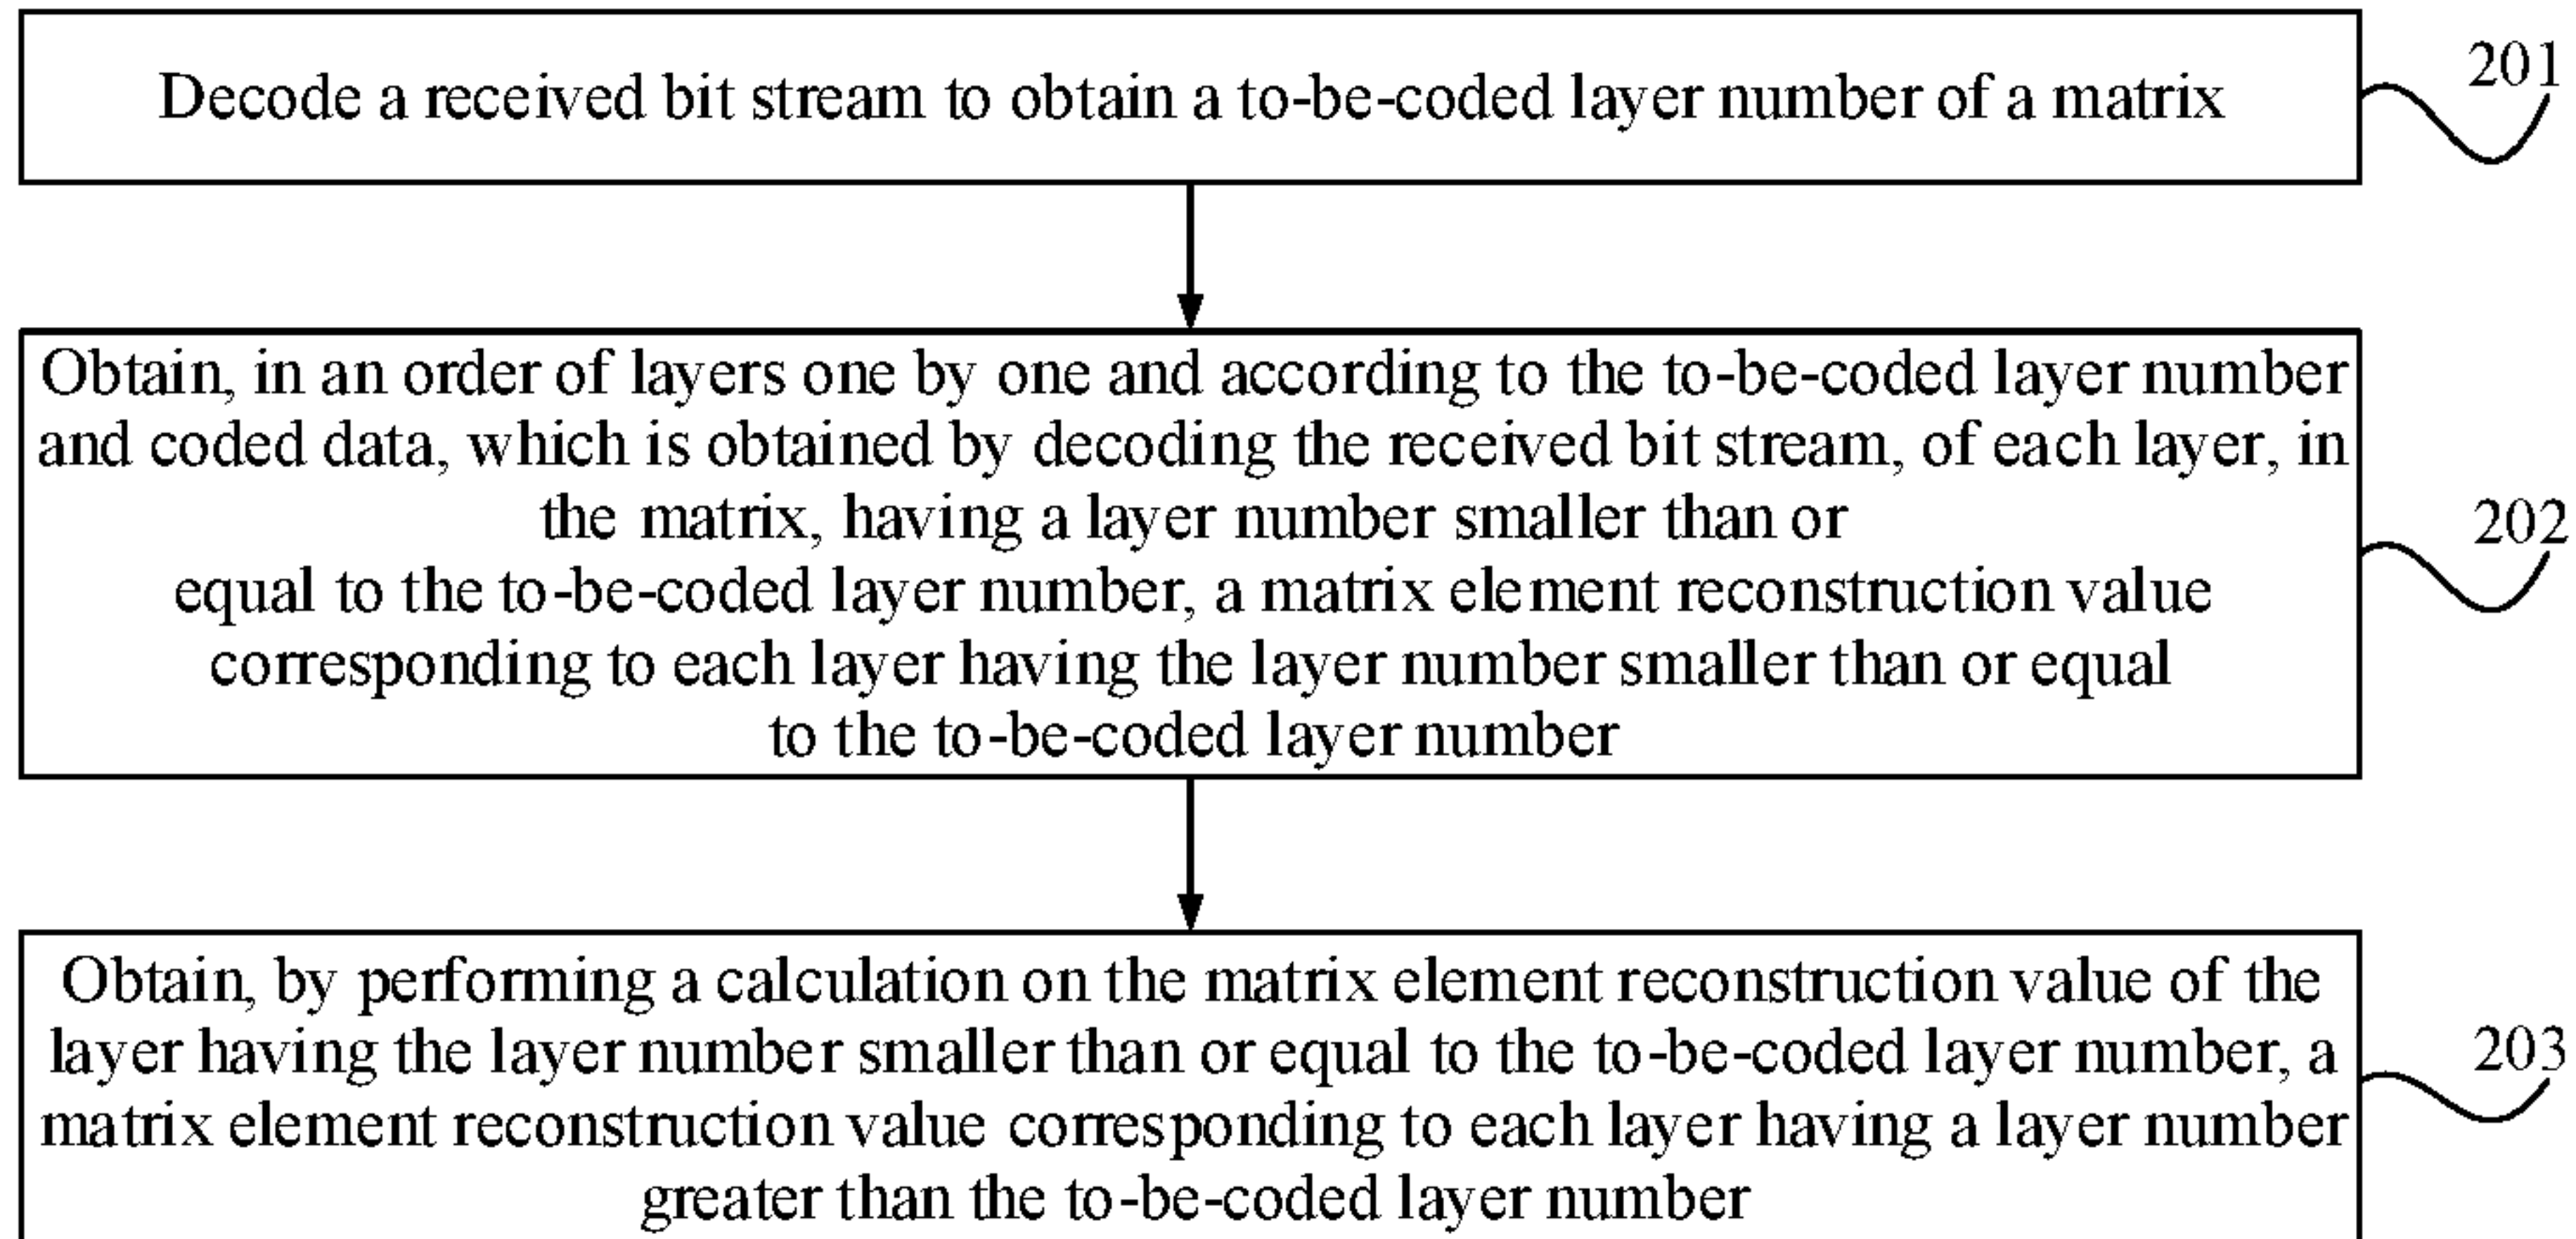 Decode a received bit stream to obtain a to-be-coded layer number of a matrix
201
Obtain, in an order of layers one by one and according to the to-be-coded layer number
and coded data, which is obtained by decoding the received bit stream, of each layer, in
the matrix, having a layer number smaller than or
equal to the to-be-coded layer number, a matrix element reconstruction value
corresponding to each layer having the layer number smaller than or equal
to the to-be-coded layer number
202
Obtain, by performing a calculation on the matrix element reconstruction value of the
layer having the layer number smaller than or equal to the to-be-coded layer number, a
matrix element reconstruction value corresponding to each layer having a layer number
greater than the to-be-coded layer number
203